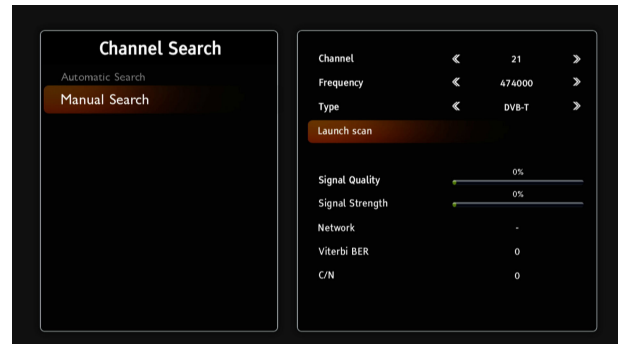 Channel Search
Automatic Search
Manual Search
Channel « 21 »
Frequency « 474000 »
Type « DVB-T »
Launch scan
Signal Quality 0%
Signal Strength 0%
Network -
Viterbi BER 0
C/N 0